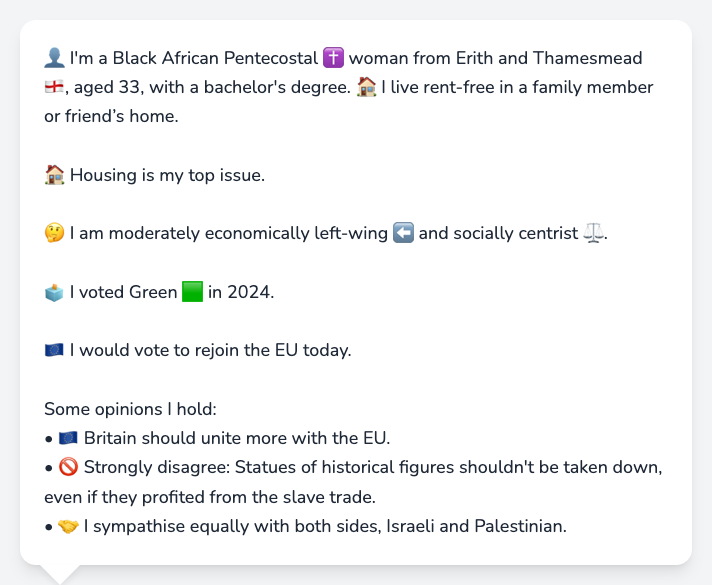 👤 I'm a Black African Pentecostal ✝️ woman from Erith and Thamesmead
🏴󠁧󠁢󠁥󠁮󠁧󠁿, aged 33, with a bachelor's degree. 🏠 I live rent-free in a family member
or friend’s home.
🏠 Housing is my top issue.
🤔 I am moderately economically left-wing ⬅️ and socially centrist ⚖️.
🗳️ I voted Green 🟩 in 2024.
🇪🇺 I would vote to rejoin the EU today.
Some opinions I hold:
• 🇪🇺 Britain should unite more with the EU.
• 🚫 Strongly disagree: Statues of historical figures shouldn't be taken down,
even if they profited from the slave trade.
• 🤝 I sympathise equally with both sides, Israeli and Palestinian.